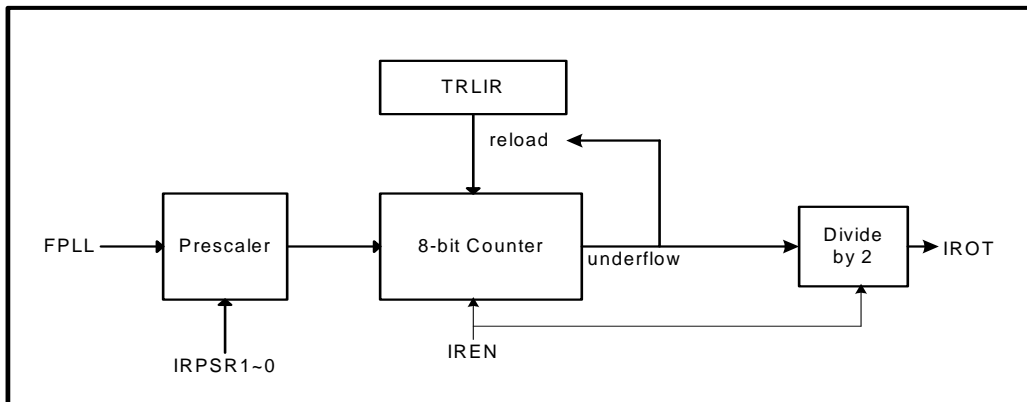 TRLIR
reload
FPLL
Prescaler
8-bit Counter
underflow
Divide
by 2
IROT
IREN
IRPSR1~0